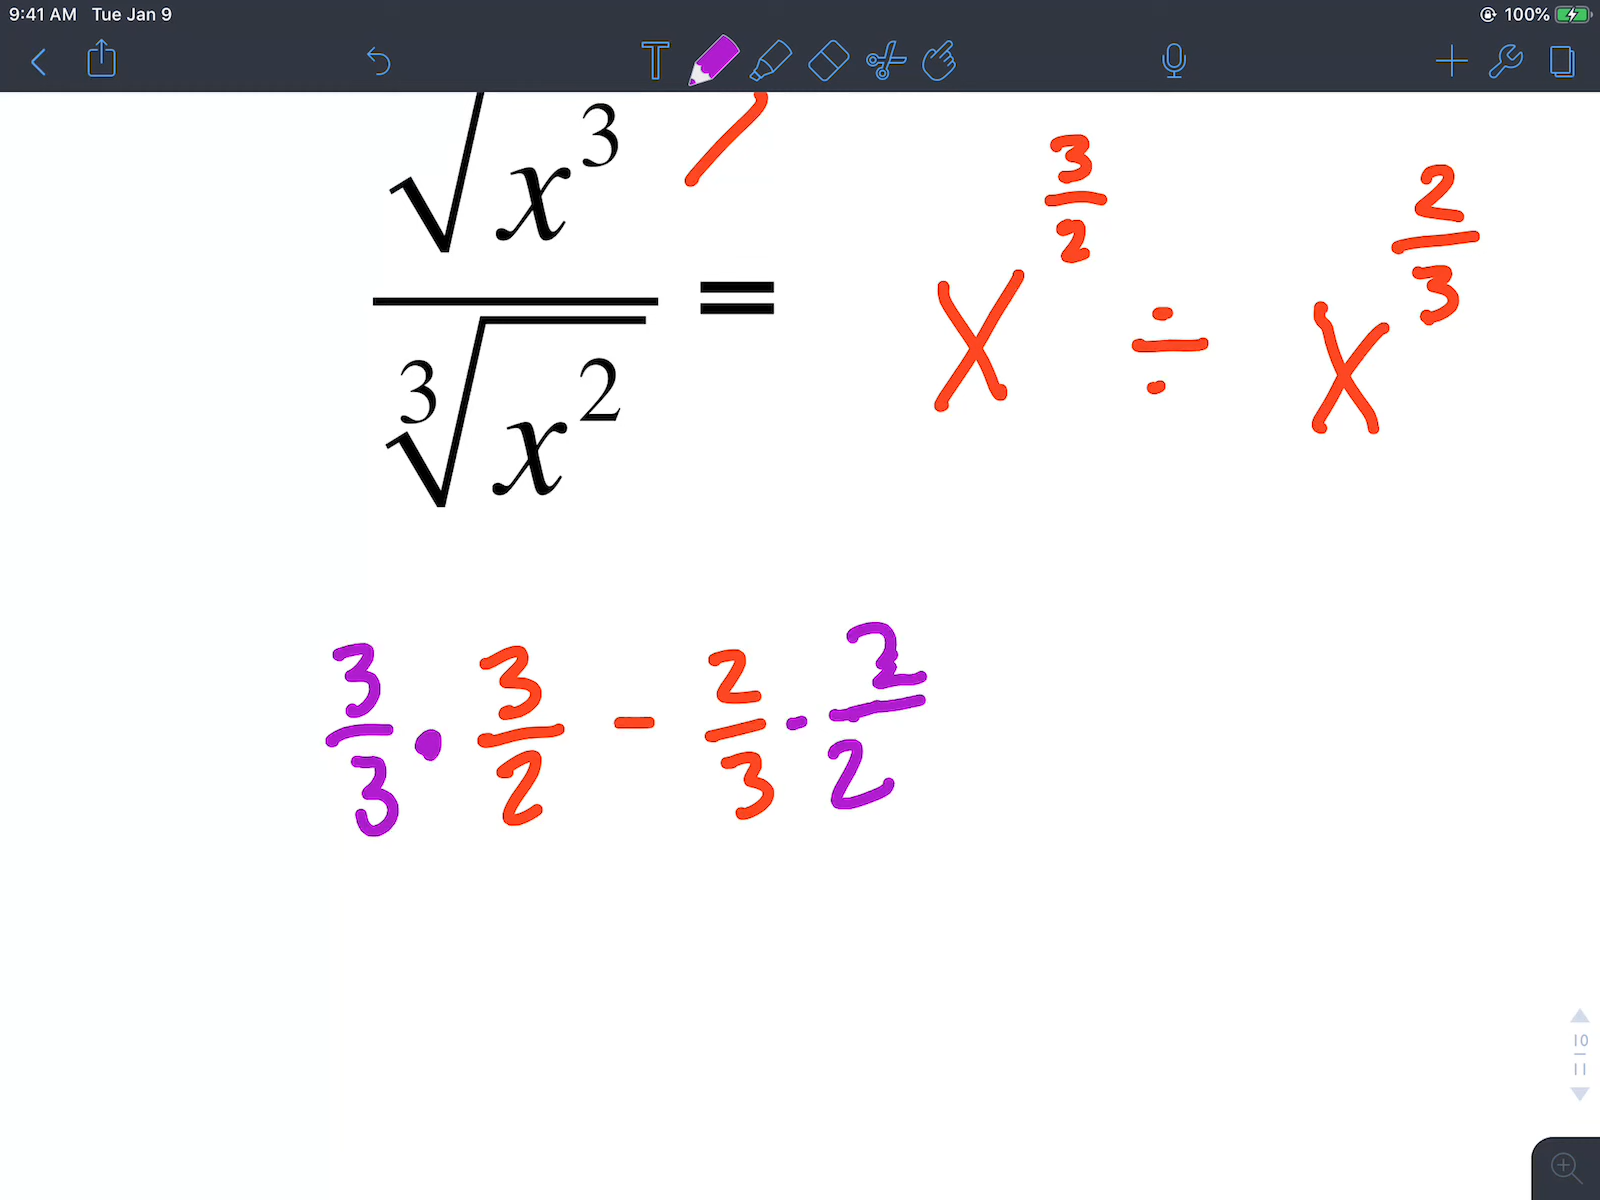 9:41 AM Tue Jan 9 100%
T
√x³ / ∛x² = x^(3/2) ÷ x^(2/3)
3/3 · 3/2 - 2/3 · 2/2
10
11